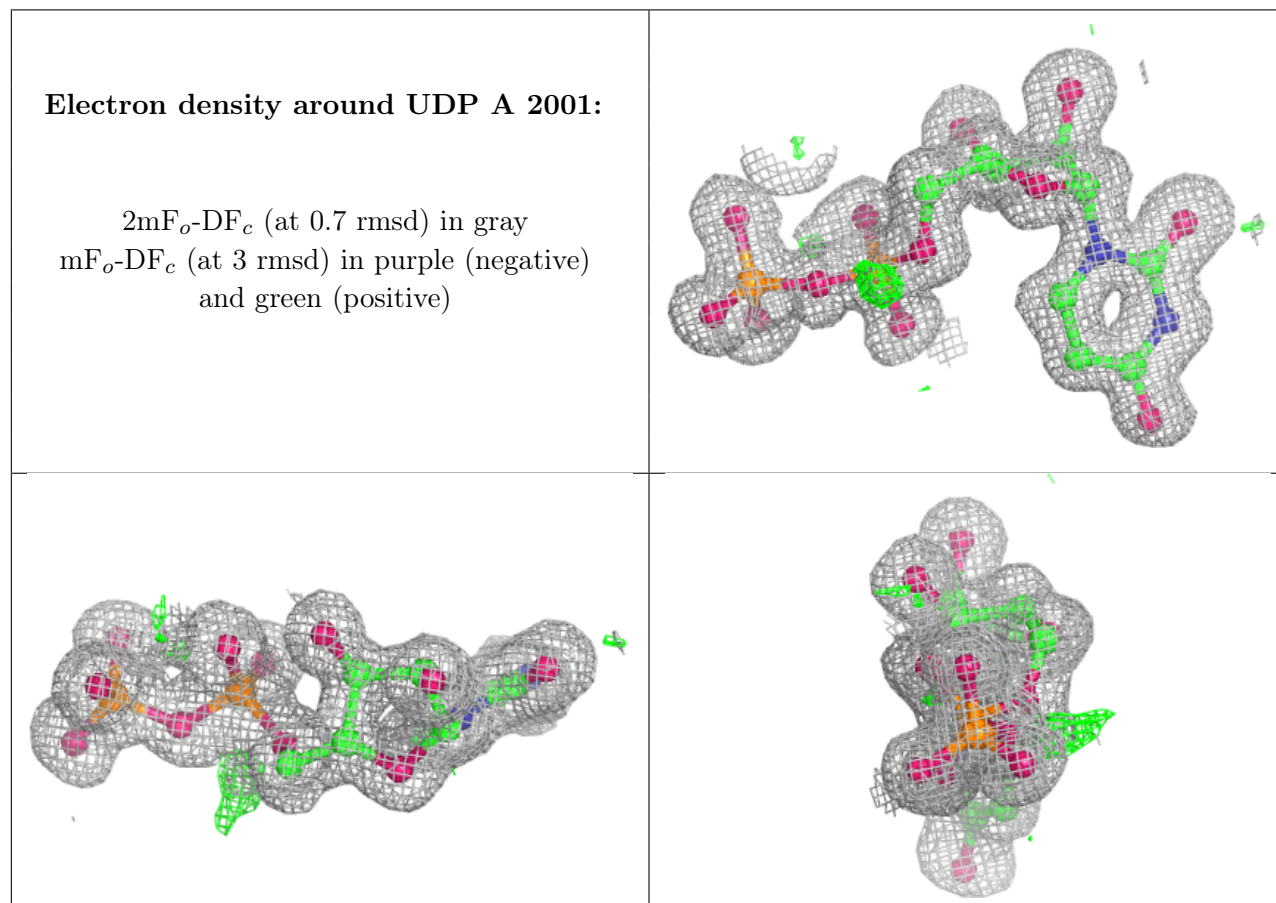 Electron density around UDP A 2001:
2mFo-DFc (at 0.7 rmsd) in gray
mFo-DFc (at 3 rmsd) in purple (negative)
and green (positive)